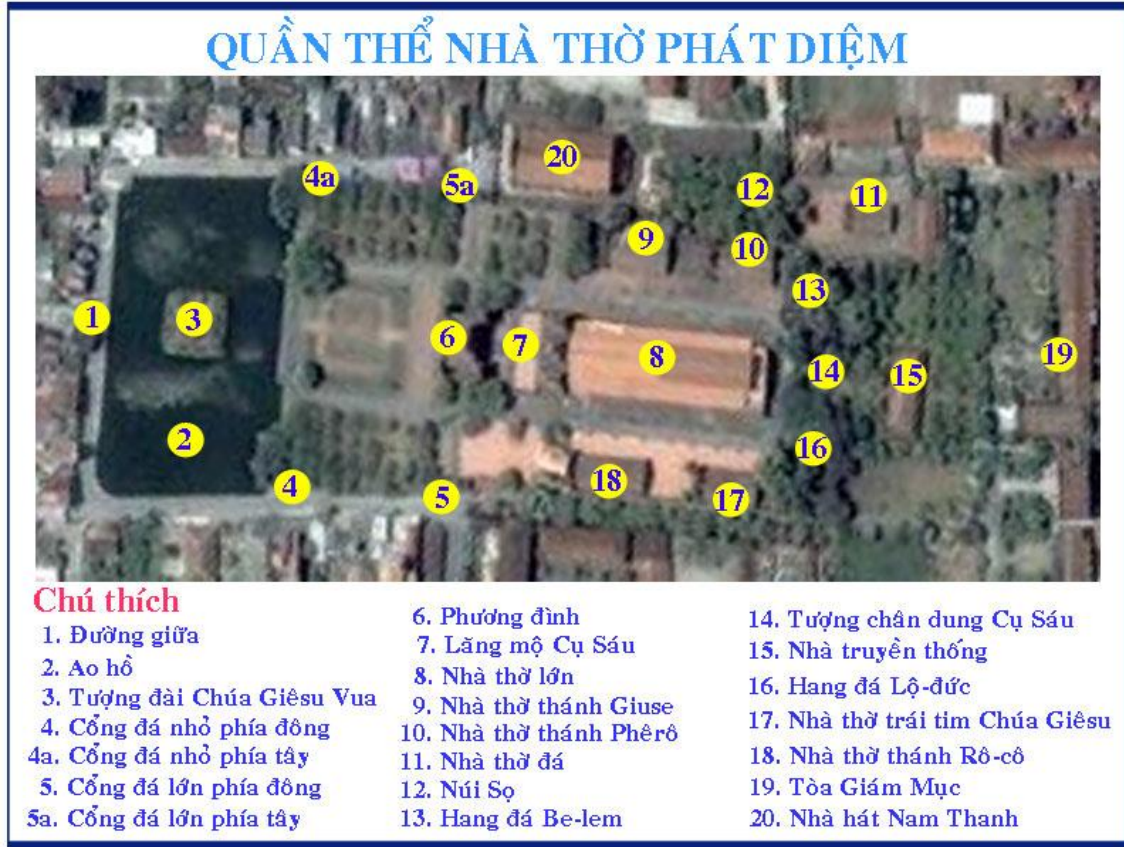 QUẦN THỂ NHÀ THỜ PHÁT DIỆM
4a
5a
20
12
11
9
10
13
1
3
6
7
8
14
15
19
2
16
4
5
18
17
Chú thích
1. Đường giữa
2. Ao hồ
3. Tượng đài Chúa Giêsu Vua
4. Cổng đá nhỏ phía đông
4a. Cổng đá nhỏ phía tây
5. Cổng đá lớn phía đông
5a. Cổng đá lớn phía tây
6. Phương đình
7. Lăng mộ Cụ Sáu
8. Nhà thờ lớn
9. Nhà thờ thánh Giuse
10. Nhà thờ thánh Phêrô
11. Nhà thờ đá
12. Núi Sọ
13. Hang đá Be-lem
14. Tượng chân dung Cụ Sáu
15. Nhà truyền thống
16. Hang đá Lộ-đức
17. Nhà thờ trái tim Chúa Giêsu
18. Nhà thờ thánh Rô-cô
19. Tòa Giám Mục
20. Nhà hát Nam Thanh